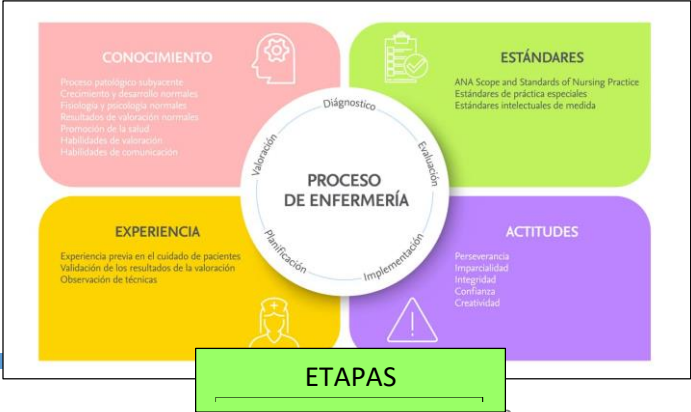 CONOCIMIENTO
Proceso patológico subyacente
Crecimiento y desarrollo normales
Fisiología y psicología normales
Resultados de valoración normales
Promoción de la salud
Habilidades de valoración
Habilidades de comunicación
ESTÁNDARES
ANA Scope and Standards of Nursing Practice
Estándares de práctica especiales
Estándares intelectuales de medida
Diágnostico
Valoración
Evaluación
PROCESO
DE ENFERMERÍA
Planificación
Implementación
EXPERIENCIA
Experiencia previa en el cuidado de pacientes
Validación de los resultados de la valoración
Observación de técnicas
ACTITUDES
Perseverancia
Imparcialidad
Integridad
Confianza
Creatividad
ETAPAS